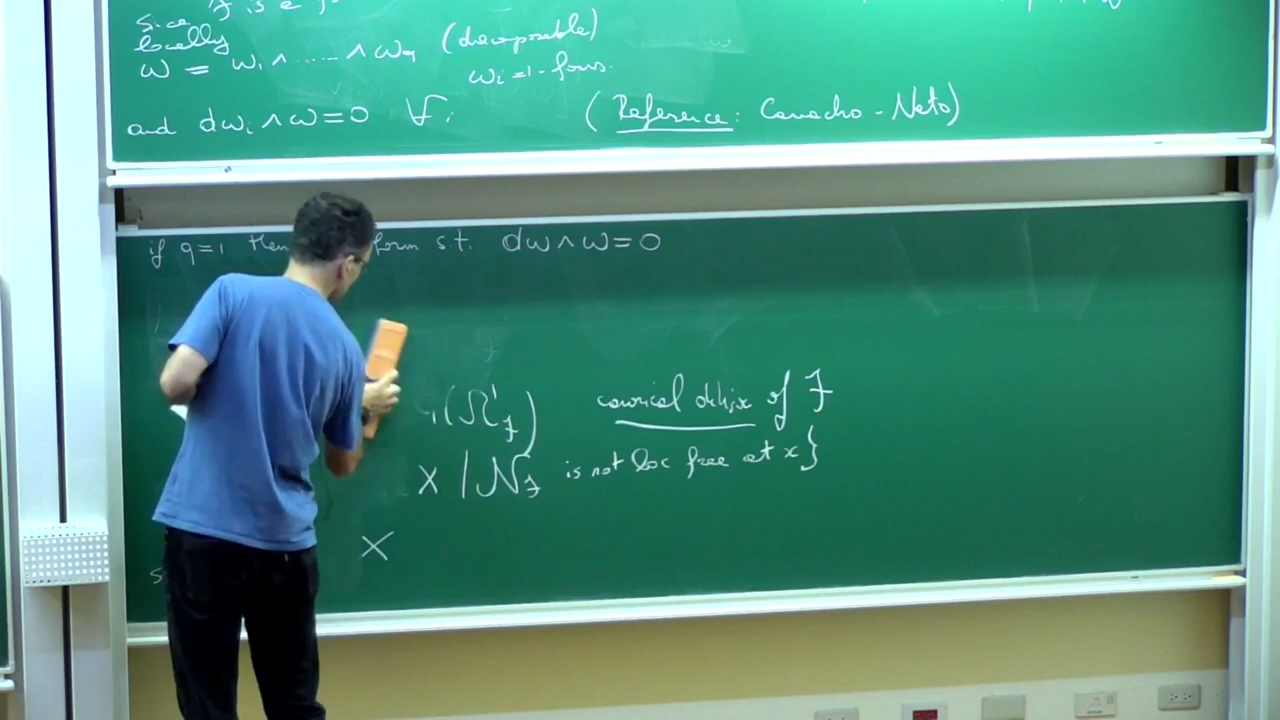 Since F is a
locally
ω = ω₁ ∧ ..... ∧ ω_q (decomposable)
ω_i = 1-forms.
and dω_i ∧ ω = 0 ∀i (Reference: Camacho - Neto)
if q=1 then form s.t. dω ∧ ω = 0
(Ω¹_F) canonical divisor of F
X | N_F is not loc free at x}
X